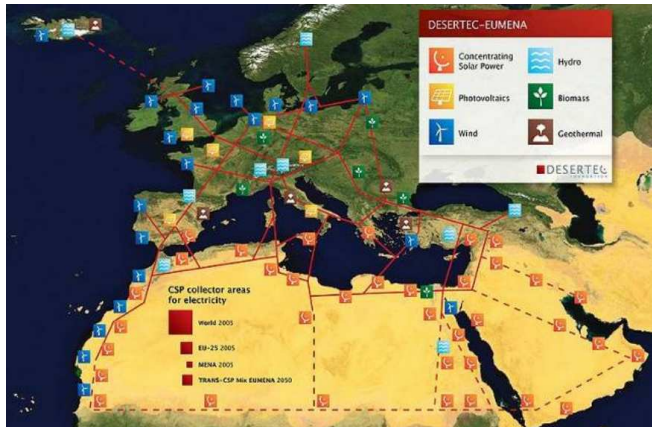 DESERTEC-EUMENA
Concentrating
Solar Power
Hydro
Photovoltaics
Biomass
Wind
Geothermal
DESERTEC
FOUNDATION
CSP collector areas
for electricity
World 2005
EU-25 2005
MENA 2005
TRANS-CSP Mix EUMENA 2050